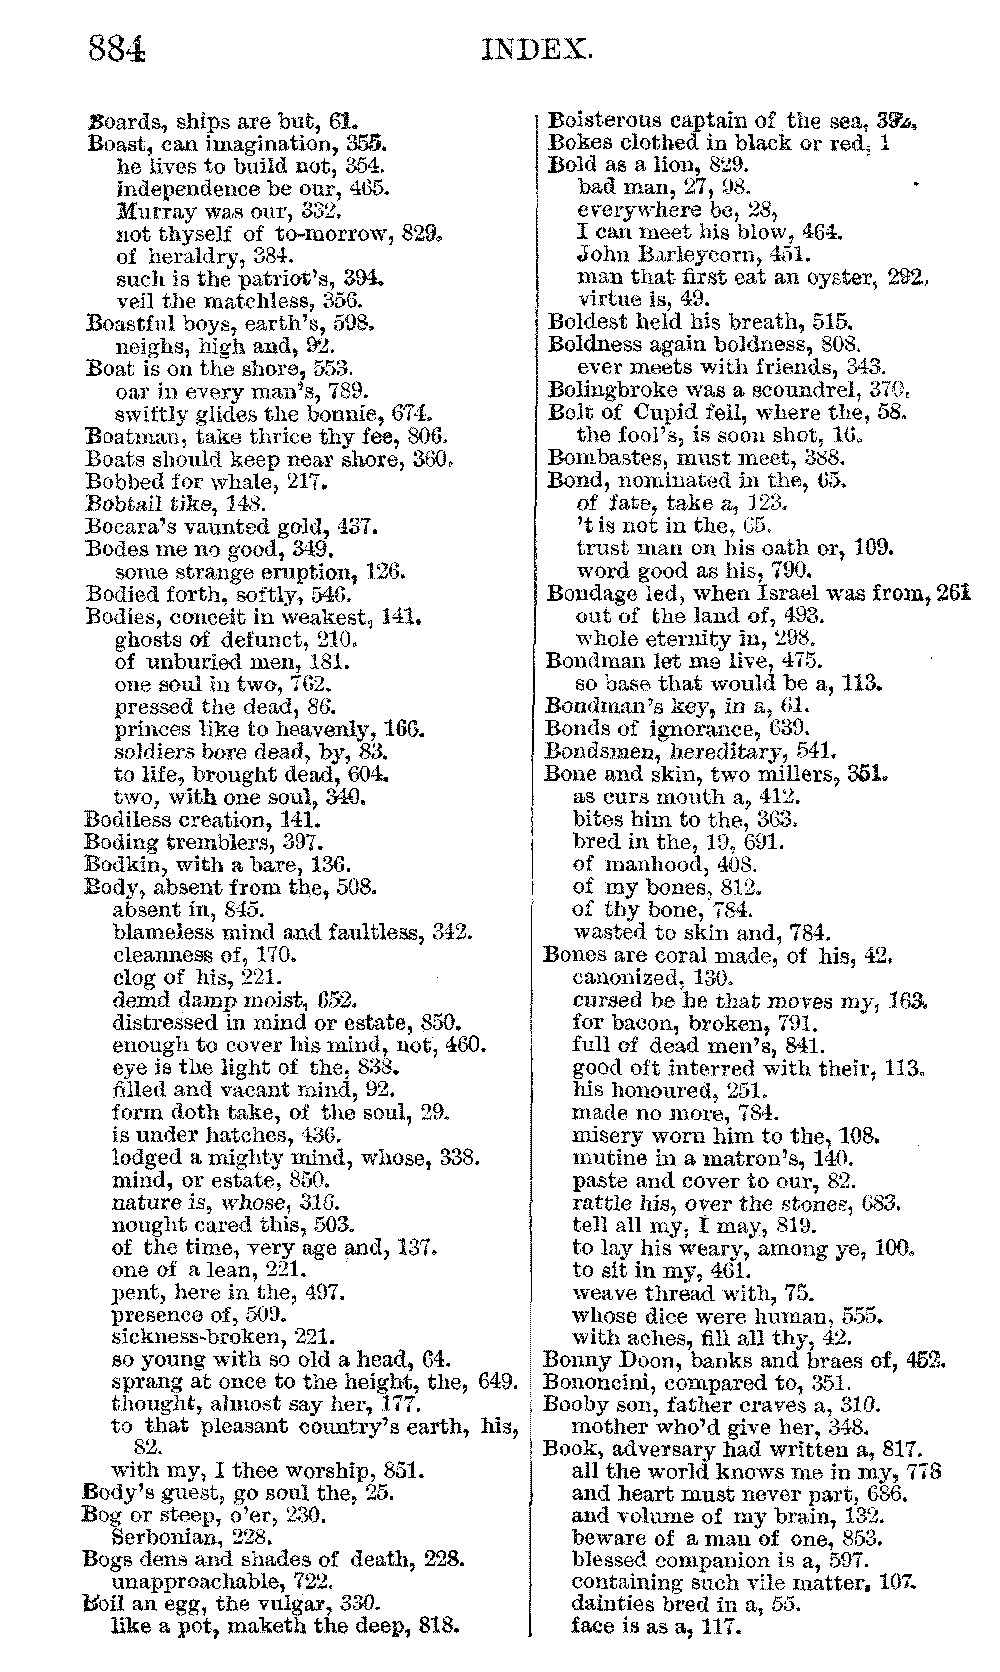 884 INDEX.
Boards, ships are but, 61.
Boast, can imagination, 355.
he lives to build not, 354.
independence be our, 465.
Murray was our, 332.
not thyself of to-morrow, 829.
of heraldry, 384.
such is the patriot's, 394.
veil the matchless, 356.
Boastful boys, earth's, 598.
neighs, high and, 92.
Boat is on the shore, 553.
oar in every man's, 789.
swiftly glides the bonnie, 674.
Boatman, take thrice thy fee, 806.
Boats should keep near shore, 360.
Bobbed for whale, 217.
Bobtail tike, 148.
Bocara's vaunted gold, 437.
Bodes me no good, 349.
some strange eruption, 126.
Bodied forth, softly, 546.
Bodies, conceit in weakest, 141.
ghosts of defunct, 210.
of unburied men, 181.
one soul in two, 762.
pressed the dead, 86.
princes like to heavenly, 166.
soldiers bore dead, by, 83.
to life, brought dead, 604.
two, with one soul, 340.
Bodiless creation, 141.
Boding tremblers, 397.
Bodkin, with a bare, 136.
Body, absent from the, 508.
absent in, 845.
blameless mind and faultless, 342.
cleanness of, 170.
clog of his, 221.
demd damp moist, 652.
distressed in mind or estate, 850.
enough to cover his mind, not, 460.
eye is the light of the, 838.
filled and vacant mind, 92.
form doth take, of the soul, 29.
is under hatches, 436.
lodged a mighty mind, whose, 338.
mind, or estate, 850.
nature is, whose, 316.
nought cared this, 503.
of the time, very age and, 137.
one of a lean, 221.
pent, here in the, 497.
presence of, 509.
sickness-broken, 221.
so young with so old a head, 64.
sprang at once to the height, the, 649.
thought, almost say her, 177.
to that pleasant country's earth, his,
82.
with my, I thee worship, 851.
Body's guest, go soul the, 25.
Bog or steep, o'er, 230.
Serbonian, 228.
Bogs dens and shades of death, 228.
unapproachable, 722.
Boil an egg, the vulgar, 330.
like a pot, maketh the deep, 818.
Boisterous captain of the sea,
Bokes clothed in black or red, 1
Bold as a lion, 829.
bad man, 27, 98.
everywhere be, 28,
I can meet his blow, 464.
John Barleycorn, 451.
man that first eat an oyster, 292.
virtue is, 49.
Boldest held his breath, 515.
Boldness again boldness, 808.
ever meets with friends, 343.
Bolingbroke was a scoundrel, 370.
Bolt of Cupid fell, where the, 58.
the fool's, is soon shot, 16.
Bombastes, must meet, 388.
Bond, nominated in the, 65.
of fate, take a, 123.
't is not in the, 65.
trust man on his oath or, 109.
word good as his, 790.
Bondage led, when Israel was from, 261
out of the land of, 493.
whole eternity in, 298.
Bondman let me live, 475.
so base that would be a, 113.
Bondman's key, in a, 61.
Bonds of ignorance, 639.
Bondsmen, hereditary, 541.
Bone and skin, two millers, 351.
as curs mouth a, 412.
bites him to the, 363.
bred in the, 19, 691.
of manhood, 408.
of my bones, 812.
of thy bone, 784.
wasted to skin and, 784.
Bones are coral made, of his, 42.
canonized, 130.
cursed be he that moves my, 163.
for bacon, broken, 791.
full of dead men's, 841.
good oft interred with their, 113.
his honoured, 251.
made no more, 784.
misery worn him to the, 108.
mutine in a matron's, 140.
paste and cover to our, 82.
rattle his, over the stones, 683.
tell all my, I may, 819.
to lay his weary, among ye, 100.
to sit in my, 461.
weave thread with, 75.
whose dice were human, 555.
with aches, fill all thy, 42.
Bonny Doon, banks and braes of, 452.
Bononcini, compared to, 351.
Booby son, father craves a, 310.
mother who'd give her, 348.
Book, adversary had written a, 817.
all the world knows me in my, 778
and heart must never part, 686.
and volume of my brain, 132.
beware of a man of one, 853.
blessed companion is a, 597.
containing such vile matter, 107.
dainties bred in a, 55.
face is as a, 117.